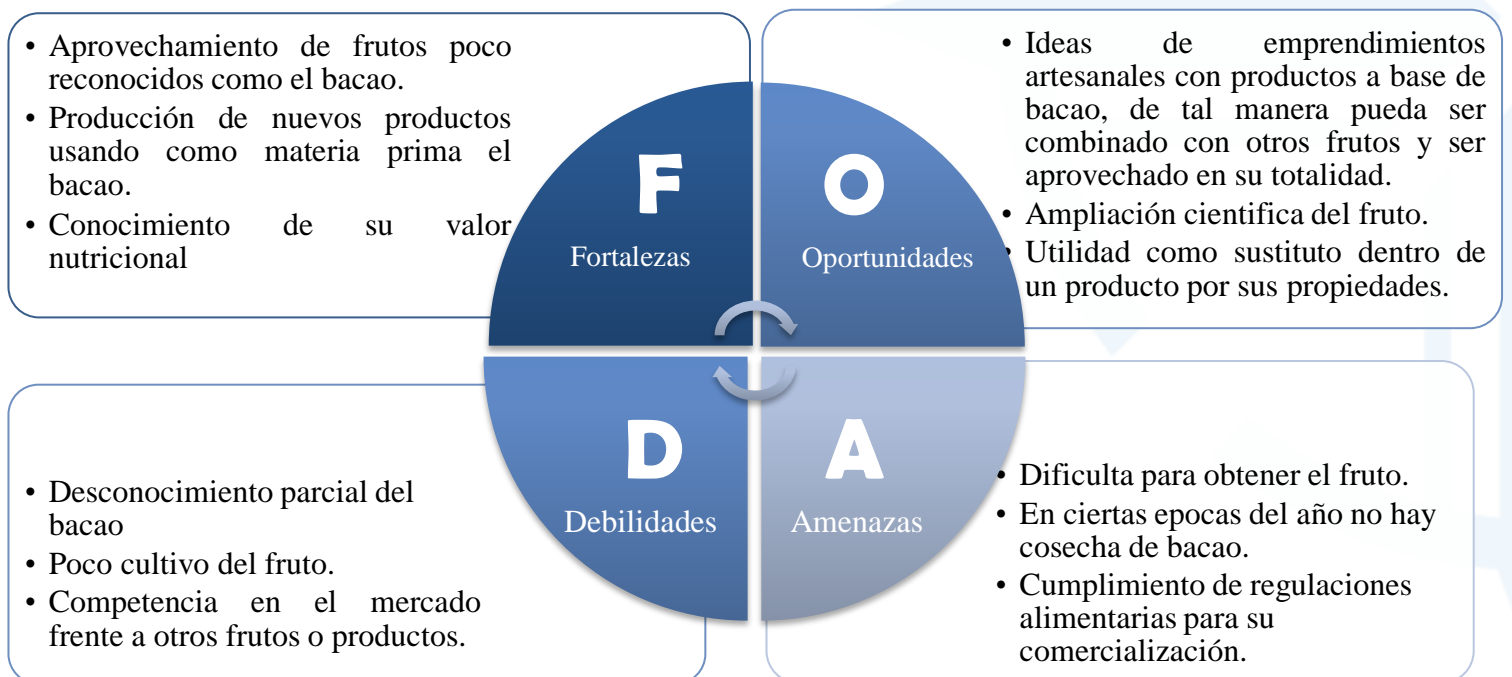 • Aprovechamiento de frutos poco
reconocidos como el bacao.
• Producción de nuevos productos
usando como materia prima el
bacao.
• Conocimiento de su valor
nutricional
F
Fortalezas
• Ideas de emprendimientos
artesanales con productos a base de
bacao, de tal manera pueda ser
combinado con otros frutos y ser
aprovechado en su totalidad.
• Ampliación cientifica del fruto.
• Utilidad como sustituto dentro de
un producto por sus propiedades.
O
Oportunidades
• Desconocimiento parcial del
bacao
• Poco cultivo del fruto.
• Competencia en el mercado
frente a otros frutos o productos.
D
Debilidades
A
Amenazas
• Dificulta para obtener el fruto.
• En ciertas epocas del año no hay
cosecha de bacao.
• Cumplimiento de regulaciones
alimentarias para su
comercialización.